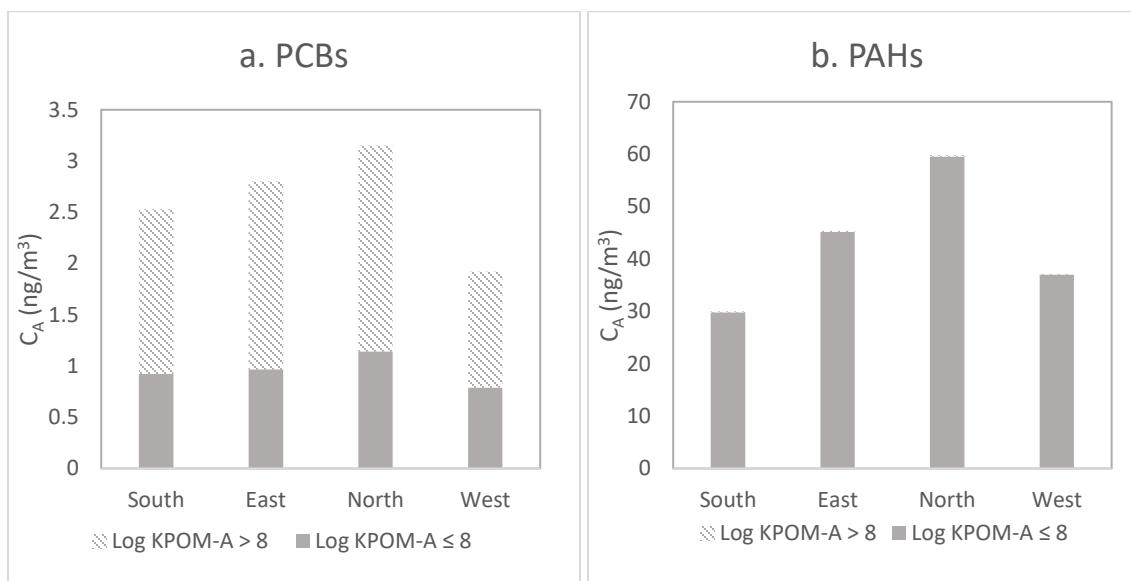 a. PCBs
3.5
3
2.5
2
1.5
1
0.5
0
C_A (ng/m³)
South East North West
Log KPOM-A > 8 Log KPOM-A ≤ 8
b. PAHs
70
60
50
40
30
20
10
0
C_A (ng/m³)
South East North West
Log KPOM-A > 8 Log KPOM-A ≤ 8